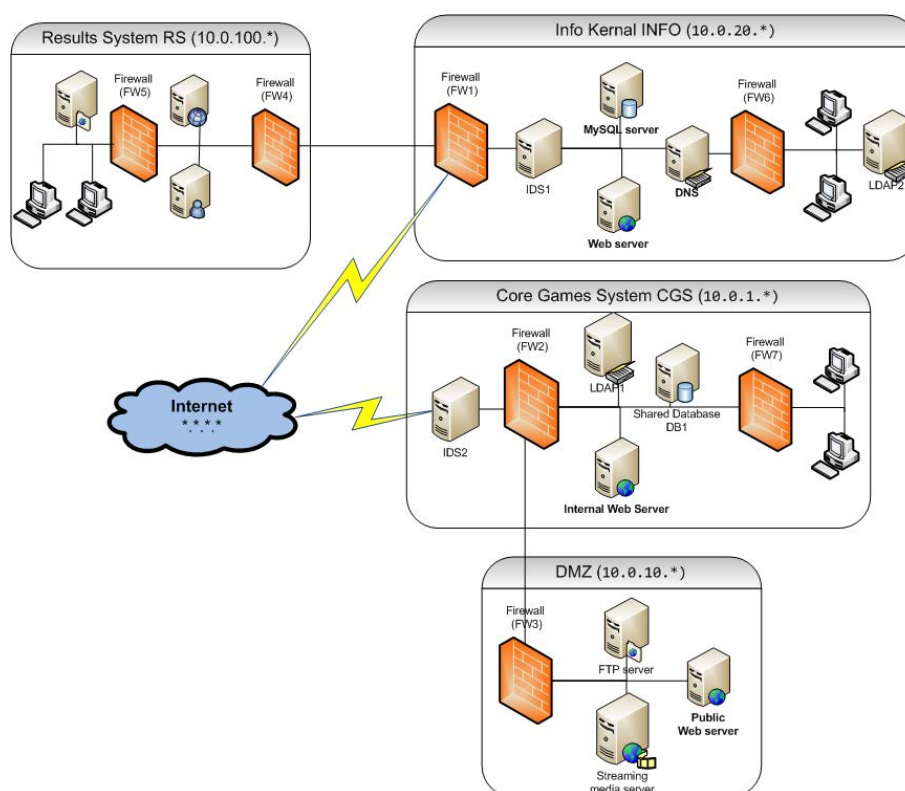 Results System RS (10.0.100.*)
Firewall
(FW5)
Firewall
(FW4)
Info Kernal INFO (10.0.20.*)
Firewall
(FW1)
IDS1
MySQL server
Web server
DNS
Firewall
(FW6)
LDAP2
Core Games System CGS (10.0.1.*)
Internet
*.*.*.*
IDS2
Firewall
(FW2)
LDAP1
Shared Database
DB1
Internal Web Server
Firewall
(FW7)
DMZ (10.0.10.*)
Firewall
(FW3)
FTP server
Public
Web server
Streaming
media server